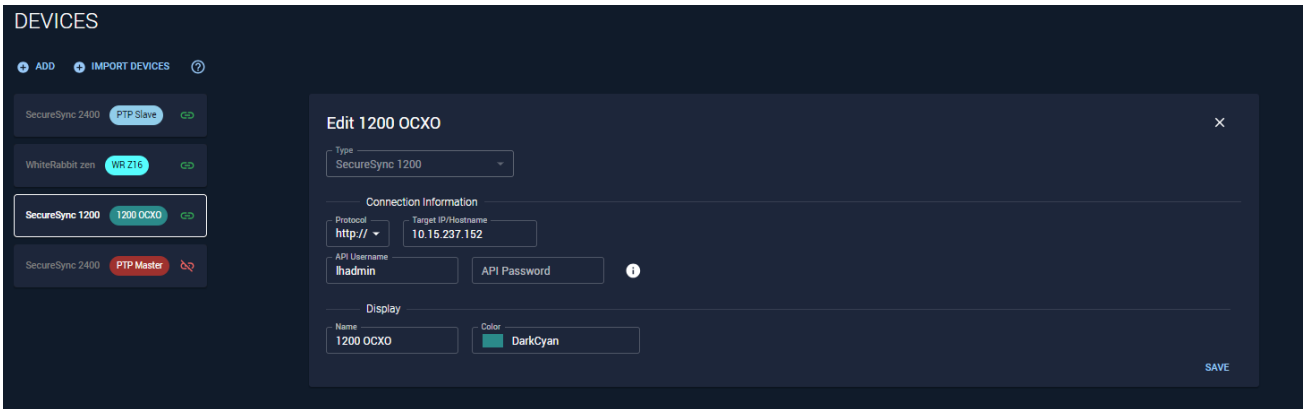 DEVICES
ADD IMPORT DEVICES ?
SecureSync 2400 PTP Slave
WhiteRabbit zen WR Z16
SecureSync 1200 1200 OCXO
SecureSync 2400 PTP Master
Edit 1200 OCXO
Type
SecureSync 1200
Connection Information
Protocol Target IP/Hostname
http:// 10.15.237.152
API Username
lhadmin API Password
Display
Name Color
1200 OCXO DarkCyan
SAVE